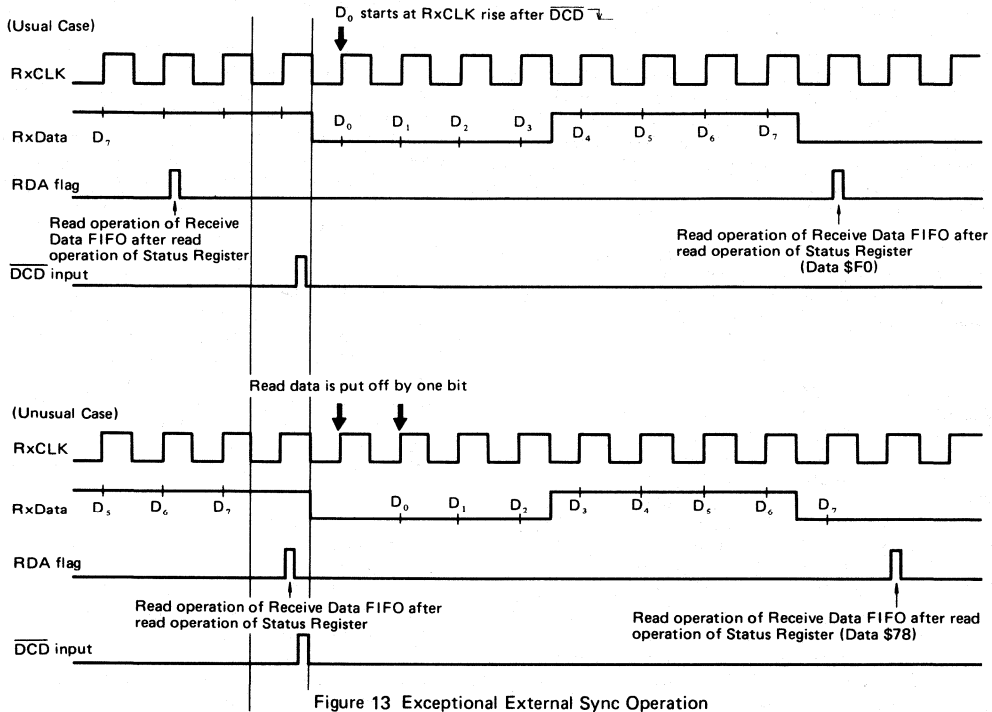 D₀ starts at RxCLK rise after DCD
(Usual Case)
RxCLK
RxData
D₇
D₀ D₁ D₂ D₃ D₄ D₅ D₆ D₇
RDA flag
Read operation of Receive
Data FIFO after read
operation of Status Register
Read operation of Receive Data FIFO after
read operation of Status Register
(Data $F0)
DCD input
Read data is put off by one bit
(Unusual Case)
RxCLK
RxData
D₅ D₆ D₇ D₀ D₁ D₂ D₃ D₄ D₅ D₆ D₇
RDA flag
Read operation of Receive Data FIFO after
read operation of Status Register
Read operation of Receive Data FIFO after read
operation of Status Register (Data $78)
DCD input
Figure 13 Exceptional External Sync Operation